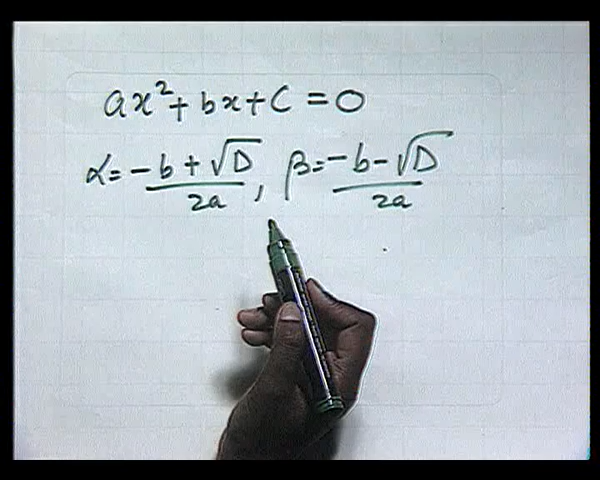 ax² + bx + c = 0
α = -b + √D / 2a , β = -b - √D / 2a